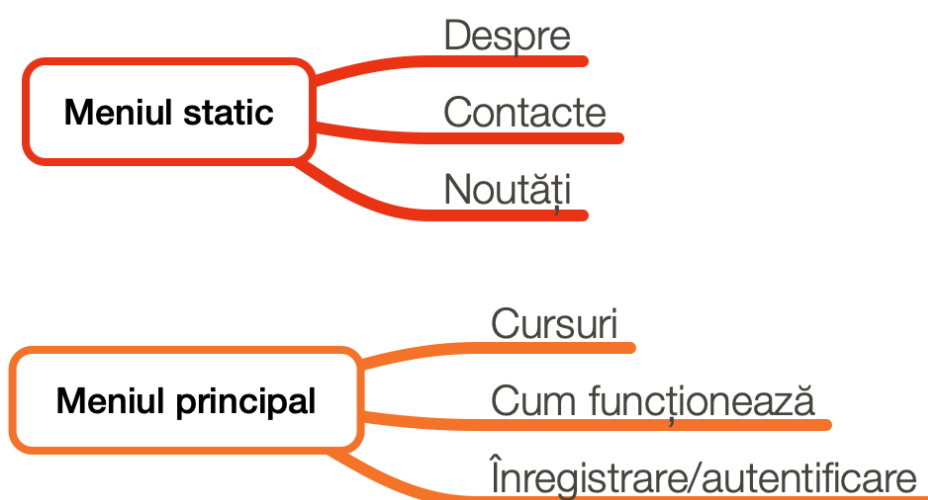 Meniul static
Despre
Contacte
Noutăți
Meniul principal
Cursuri
Cum funcționează
Înregistrare/autentificare